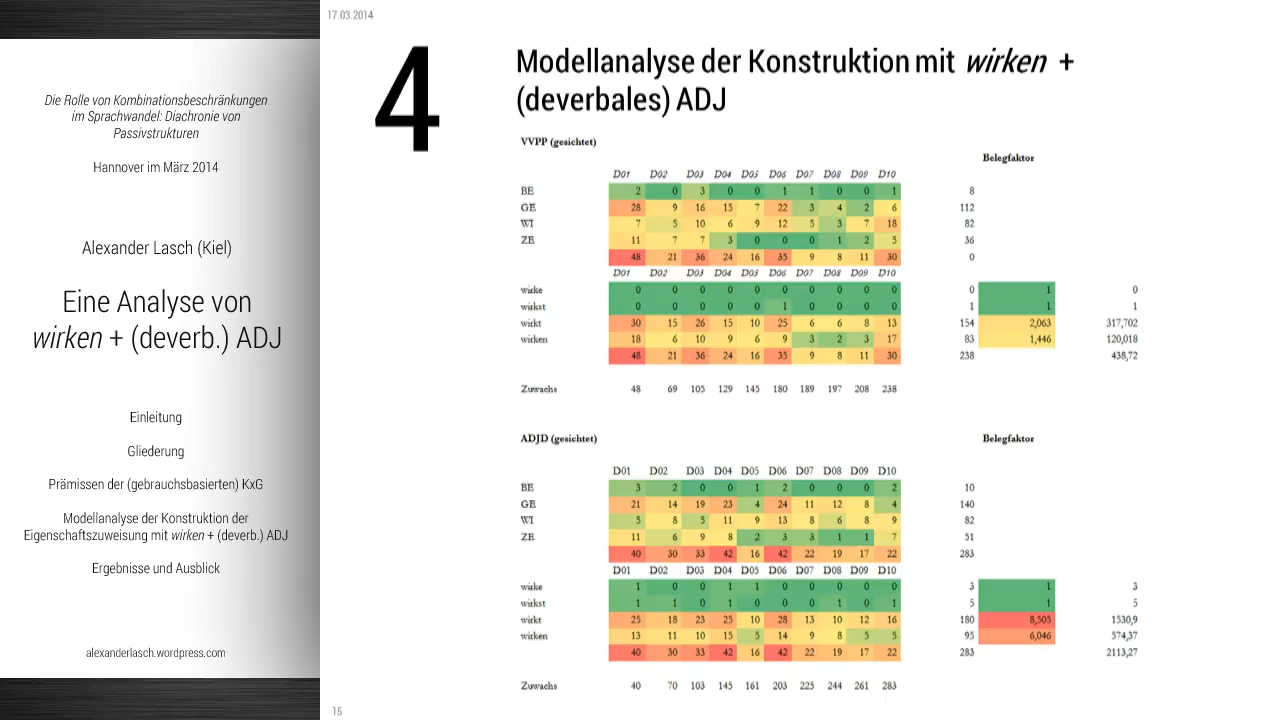 17.03.2014
Die Rolle von Kombinationsbeschränkungen
im Sprachwandel: Diachronie von
Passivstrukturen
Hannover im März 2014
Alexander Lasch (Kiel)
Eine Analyse von
wirken + (deverb.) ADJ
Einleitung
Gliederung
Prämissen der (gebrauchsbasierten) KxG
Modellanalyse der Konstruktion der
Eigenschaftszuweisung mit wirken + (deverb.) ADJ
Ergebnisse und Ausblick
alexanderlasch.wordpress.com
4
Modellanalyse der Konstruktion mit wirken +
(deverbales) ADJ
VVPP (gesichtet)
Belegfaktor
D01 D02 D03 D04 D05 D06 D07 D08 D09 D10
BE 2 0 3 0 0 1 1 0 0 1 8
GE 28 9 16 15 7 22 3 4 2 6 112
WI 7 5 10 6 9 12 5 3 7 18 82
ZE 11 7 7 3 0 0 0 1 2 5 36
48 21 36 24 16 35 9 8 11 30 0
D01 D02 D03 D04 D05 D06 D07 D08 D09 D10
wirke 0 0 0 0 0 0 0 0 0 0 0 1 0
wirkst 0 0 0 0 0 1 0 0 0 0 1 1 1
wirkt 30 15 26 15 10 25 6 6 8 13 154 2,063 317,702
wirken 18 6 10 9 6 9 3 2 3 17 83 1,446 120,018
48 21 36 24 16 35 9 8 11 30 238 438,72
Zuwachs 48 69 105 129 145 180 189 197 208 238
ADJD (gesichtet)
Belegfaktor
D01 D02 D03 D04 D05 D06 D07 D08 D09 D10
BE 3 2 0 0 1 2 0 0 0 2 10
GE 21 14 19 23 4 24 11 12 8 4 140
WI 5 8 5 11 9 13 8 6 8 9 82
ZE 11 6 9 8 2 3 3 1 1 7 51
40 30 33 42 16 42 22 19 17 22 283
D01 D02 D03 D04 D05 D06 D07 D08 D09 D10
wirke 1 0 0 1 1 0 0 0 0 0 3 1 3
wirkst 1 1 0 1 0 0 0 1 0 1 5 1 5
wirkt 25 18 23 25 10 28 13 10 12 16 180 8,505 1530,9
wirken 13 11 10 15 5 14 9 8 5 5 95 6,046 574,37
40 30 33 42 16 42 22 19 17 22 283 2113,27
Zuwachs 40 70 103 145 161 203 225 244 261 283
15